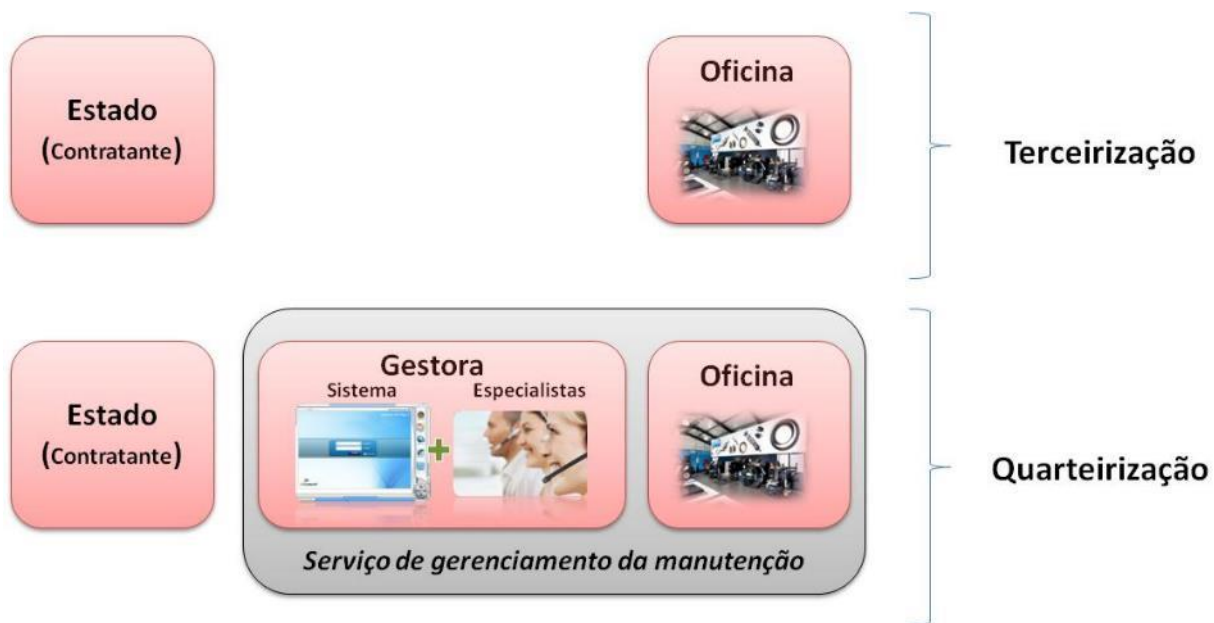 Estado
(Contratante)
Oficina
Terceirização
Estado
(Contratante)
Gestora
Sistema
Especialistas
Oficina
Serviço de gerenciamento da manutenção
Quarteirização